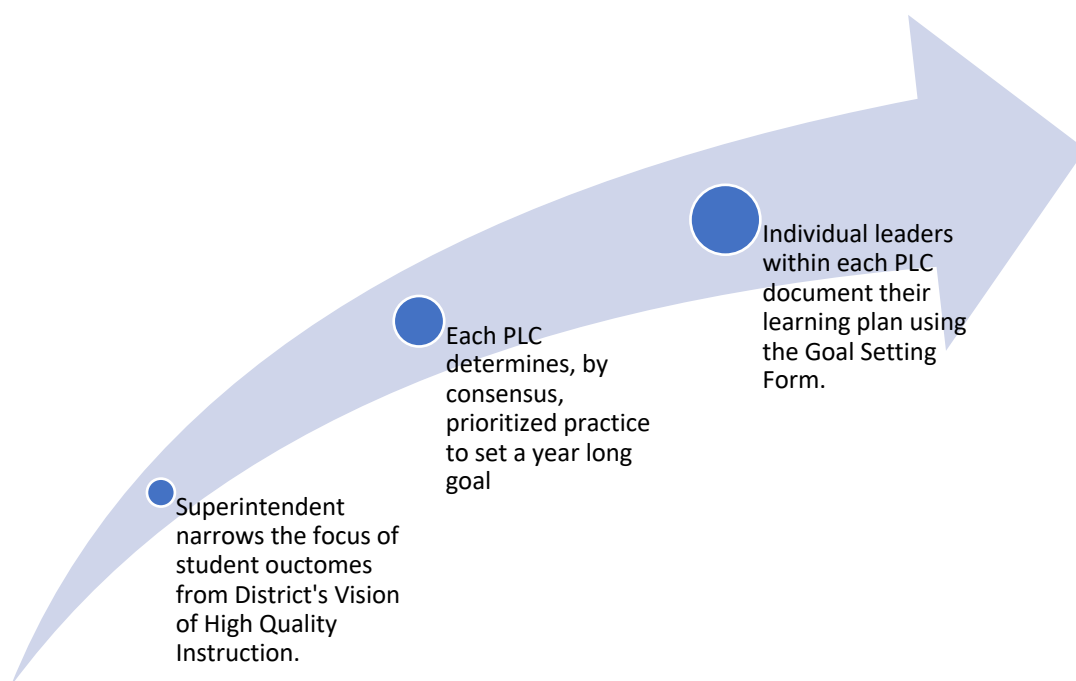 Superintendent
narrows the focus of
student ouctomes
from District's Vision
of High Quality
Instruction.
Each PLC
determines, by
consensus,
prioritized practice
to set a year long
goal
Individual leaders
within each PLC
document their
learning plan using
the Goal Setting
Form.